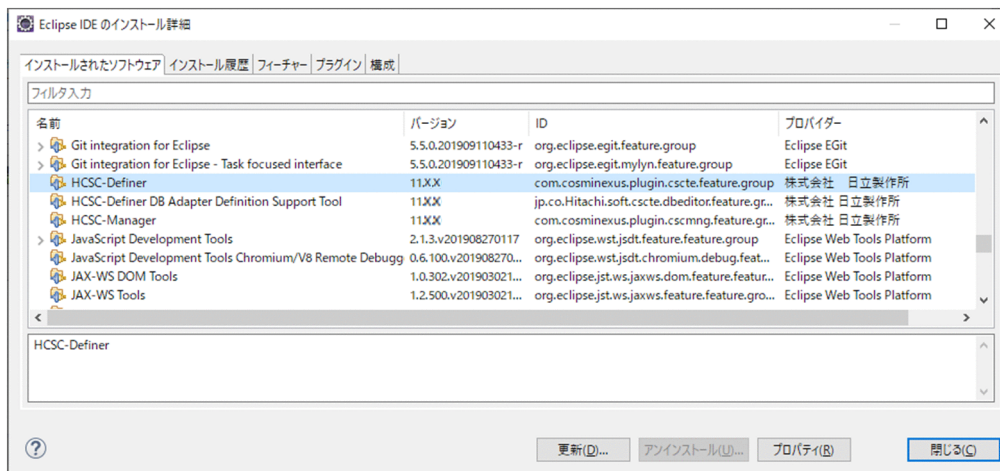 Eclipse IDE のインストール詳細
インストールされたソフトウェア インストール履歴 フィーチャー プラグイン 構成
フィルタ入力
名前 バージョン ID プロバイダー
Git integration for Eclipse 5.5.0.201909110433-r org.eclipse.egit.feature.group Eclipse EGit
Git integration for Eclipse - Task focused interface 5.5.0.201909110433-r org.eclipse.egit.mylyn.feature.group Eclipse EGit
HCSC-Definer 11.X.X com.cosminexus.plugin.cscte.feature.group 株式会社 日立製作所
HCSC-Definer DB Adapter Definition Support Tool 11.X.X jp.co.Hitachi.soft.cscte.dbeditor.feature.gr... 株式会社 日立製作所
HCSC-Manager 11.X.X com.cosminexus.plugin.cscmng.feature.group 株式会社 日立製作所
JavaScript Development Tools 2.1.3.v201908270117 org.eclipse.wst.jsdt.feature.feature.group Eclipse Web Tools Platform
JavaScript Development Tools Chromium/V8 Remote Debugg 0.6.100.v201908270... org.eclipse.wst.jsdt.chromium.debug.feat... Eclipse Web Tools Platform
JAX-WS DOM Tools 1.0.302.v201903021... org.eclipse.jst.ws.jaxws.dom.feature.featur... Eclipse Web Tools Platform
JAX-WS Tools 1.2.500.v201903021... org.eclipse.jst.ws.jaxws.feature.feature.gro... Eclipse Web Tools Platform
HCSC-Definer
更新(D)... アンインストール(U)... プロパティ(R) 閉じる(C)